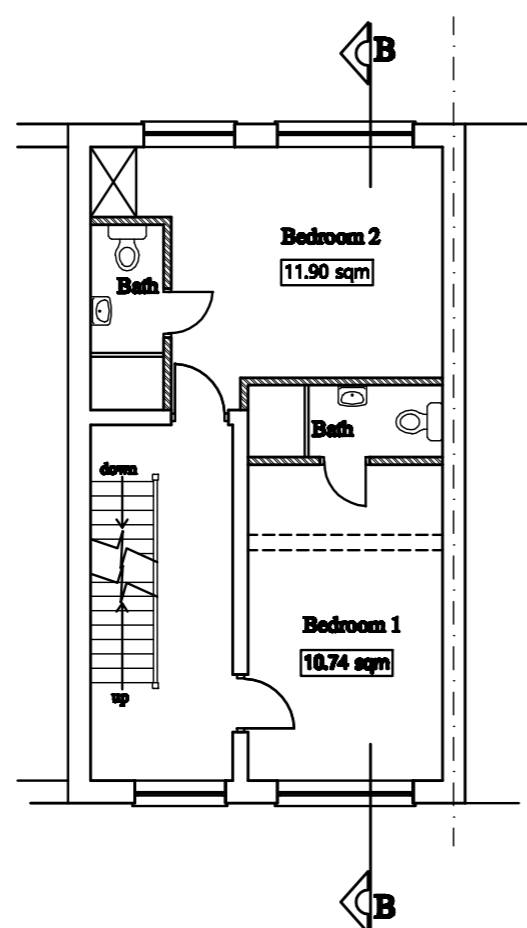 B
Bedroom 2
11.90 sqm
Bath
Bath
down
Bedroom 1
10.74 sqm
up
B